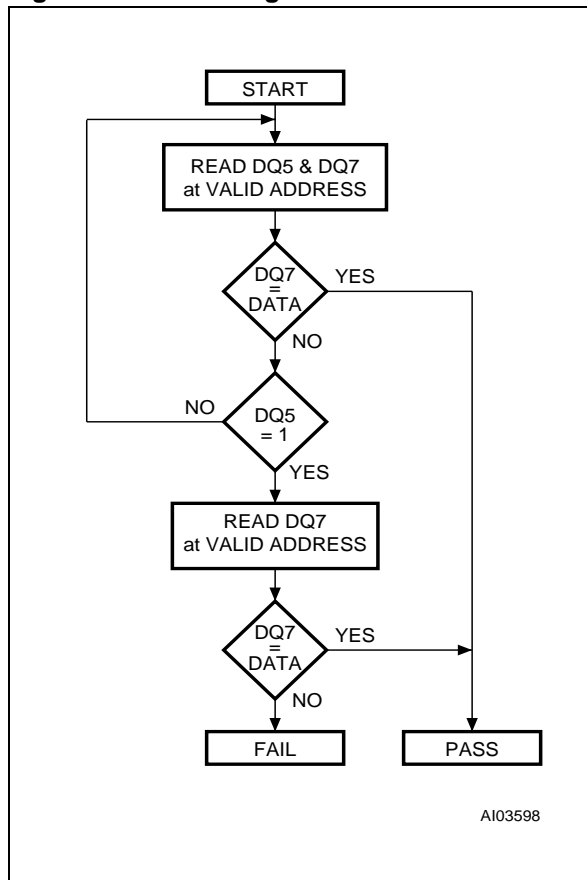 START
READ DQ5 & DQ7
at VALID ADDRESS
DQ7
=
DATA
YES
NO
NO
DQ5
= 1
YES
READ DQ7
at VALID ADDRESS
DQ7
=
DATA
YES
NO
FAIL
PASS
AI03598